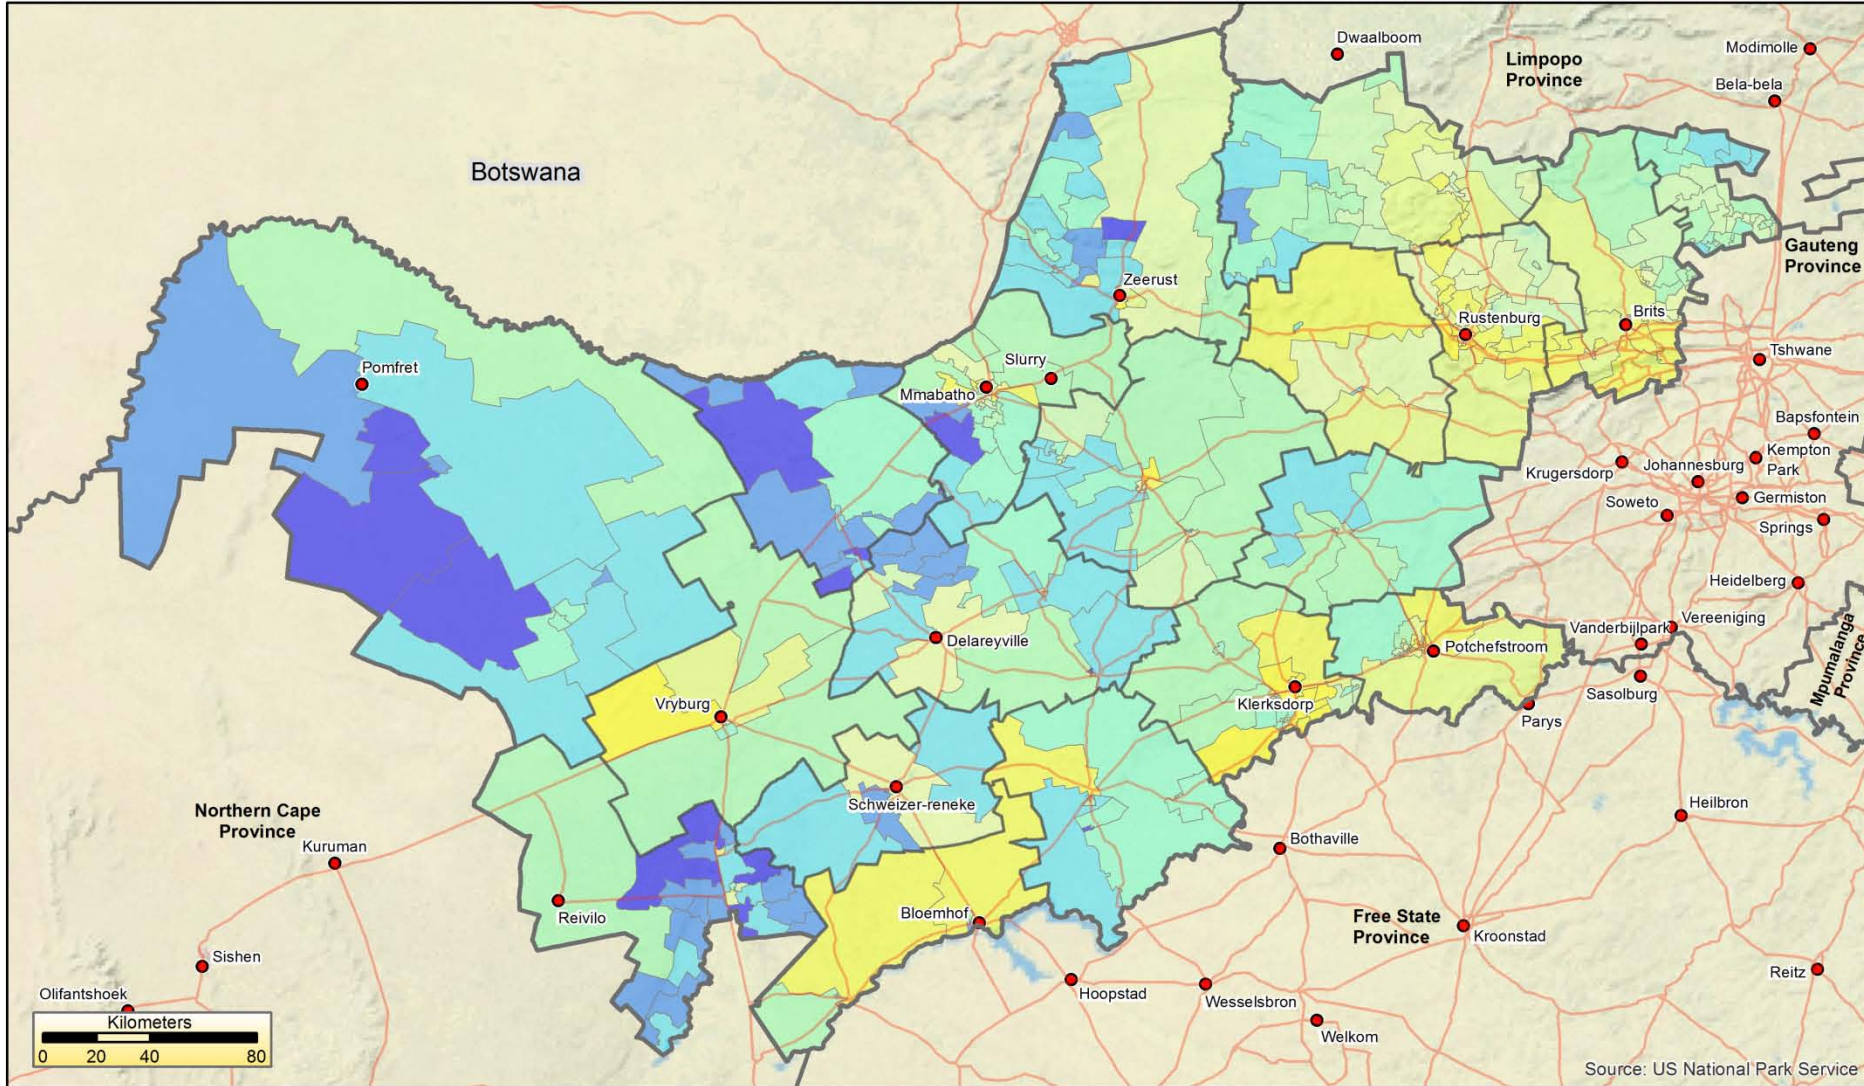 Dwaalboom
Limpopo
Province
Modimolle
Bela-bela
Botswana
Gauteng
Province
Zeerust
Rustenburg
Brits
Tshwane
Pomfret
Slurry
Mmabatho
Bapsfontein
Krugersdorp
Johannesburg
Kempton
Park
Soweto
Germiston
Springs
Heidelberg
Delareyville
Vanderbijlpark
Vereeniging
Potchefstroom
Mpumalanga
Province
Vryburg
Klerksdorp
Sasolburg
Parys
Schweizer-reneke
Northern Cape
Province
Kuruman
Heilbron
Bothaville
Reivilo
Bloemhof
Free State
Province
Kroonstad
Sishen
Olifantshoek
Hoopstad
Wesselsbron
Reitz
Welkom
Kilometers
0 20 40 80
Source: US National Park Service